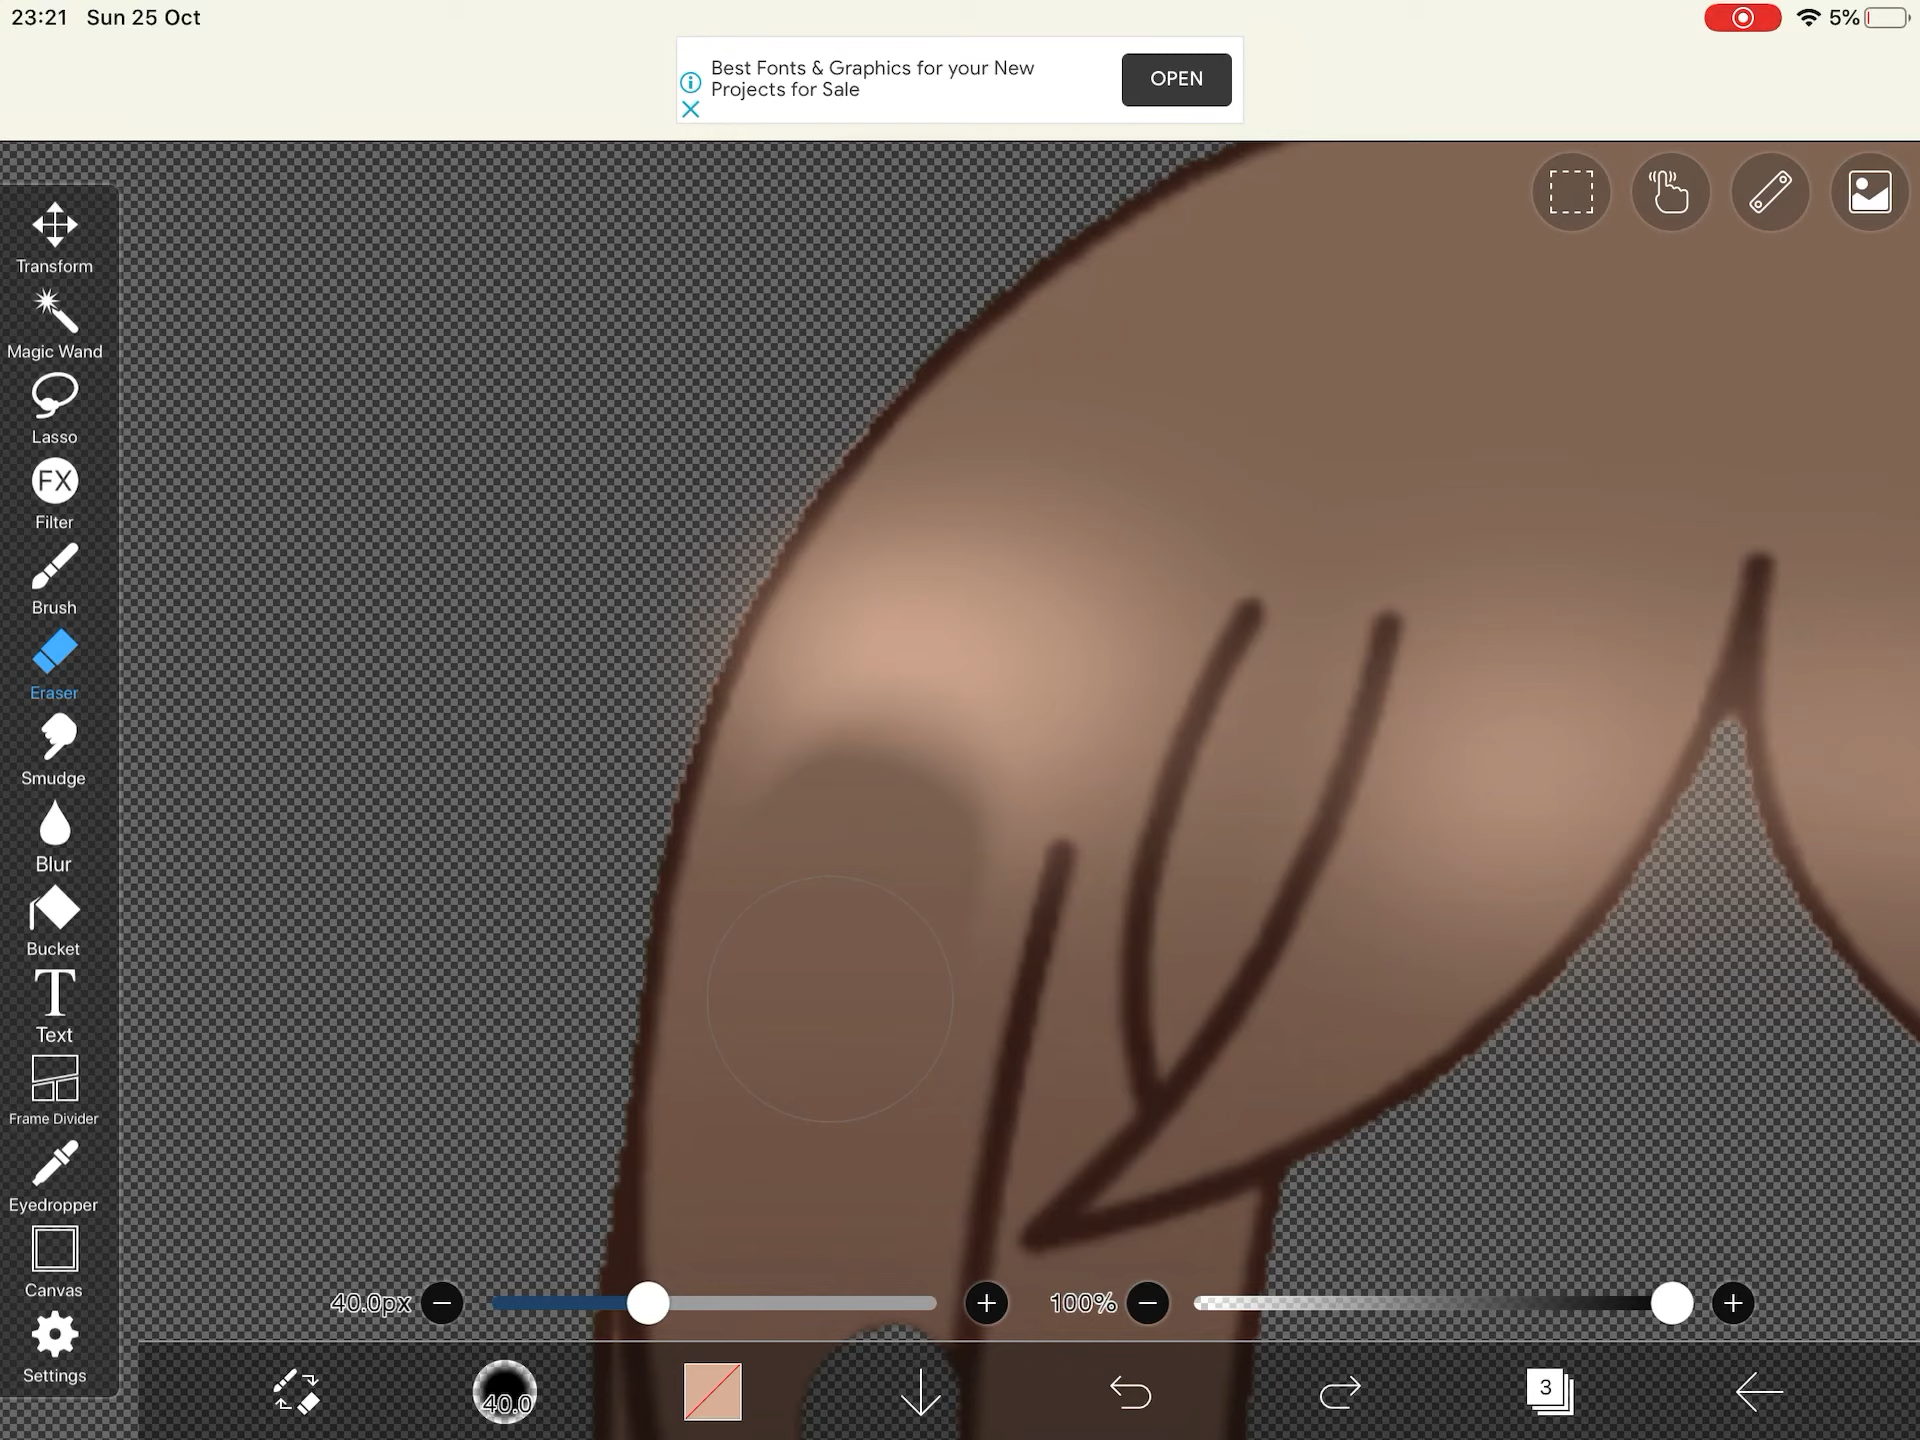 23:21 Sun 25 Oct
5%
Best Fonts & Graphics for your New
Projects for Sale
OPEN
Transform
Magic Wand
Lasso
FX
Filter
Brush
Eraser
Smudge
Blur
Bucket
T
Text
Frame Divider
Eyedropper
Canvas
Settings
40.0px
100%
40.0
3